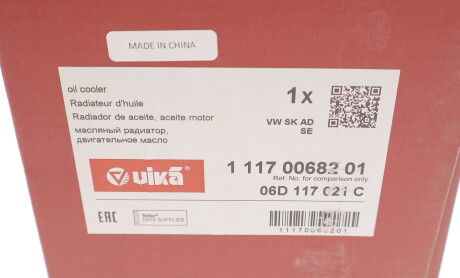 MADE IN CHINA
oil cooler
Radiateur d'huile
Radiador de aceite, aceite motor
масляный радиатор,
двигательное масло
1 x
VW SK AD
SE
vika
1 117 00682 01
Ref. No. for comparison only
06D 117 021 C
EAC
TecDoc
DATA SUPPLIER
11170068201